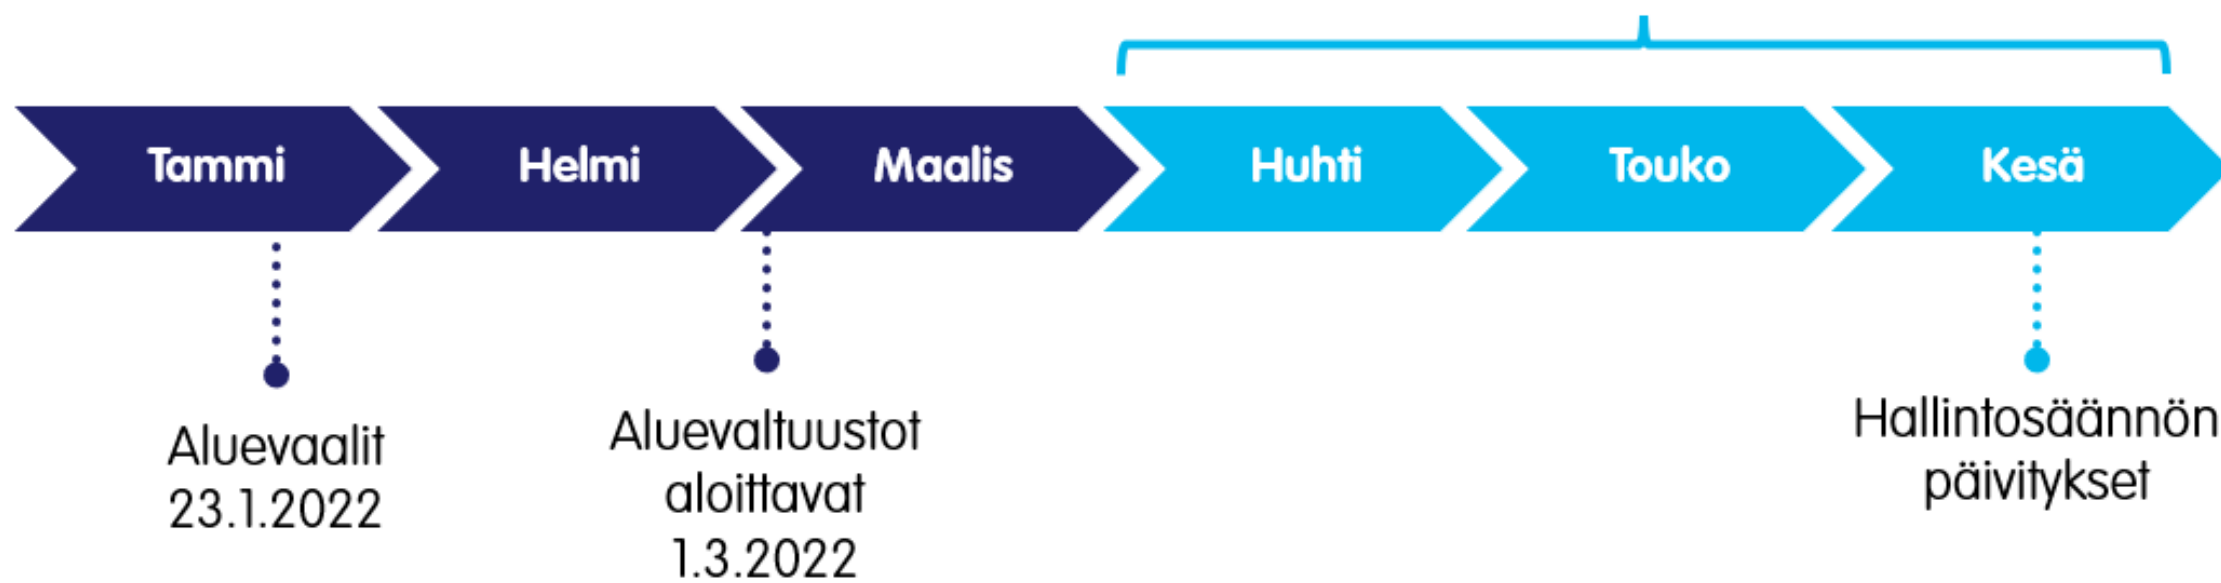 Tammi
Helmi
Maalis
Huhti
Touko
Kesä
Aluevaalit
23.1.2022
Aluevaltuustot
aloittavat
1.3.2022
Hallintosäännön
päivitykset